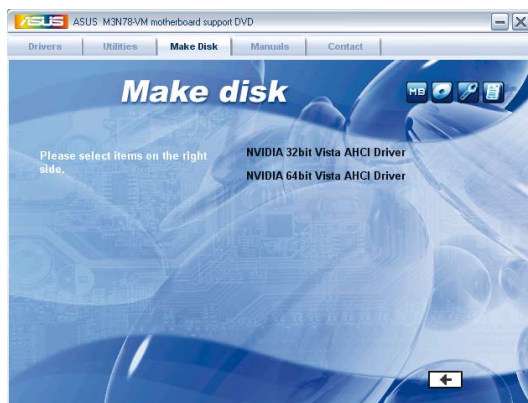 ASUS M3N78-VM motherboard support DVD
Drivers Utilities Make Disk Manuals Contact
Make disk
MB
Please select items on the right
side.
NVIDIA 32bit Vista AHCI Driver
NVIDIA 64bit Vista AHCI Driver